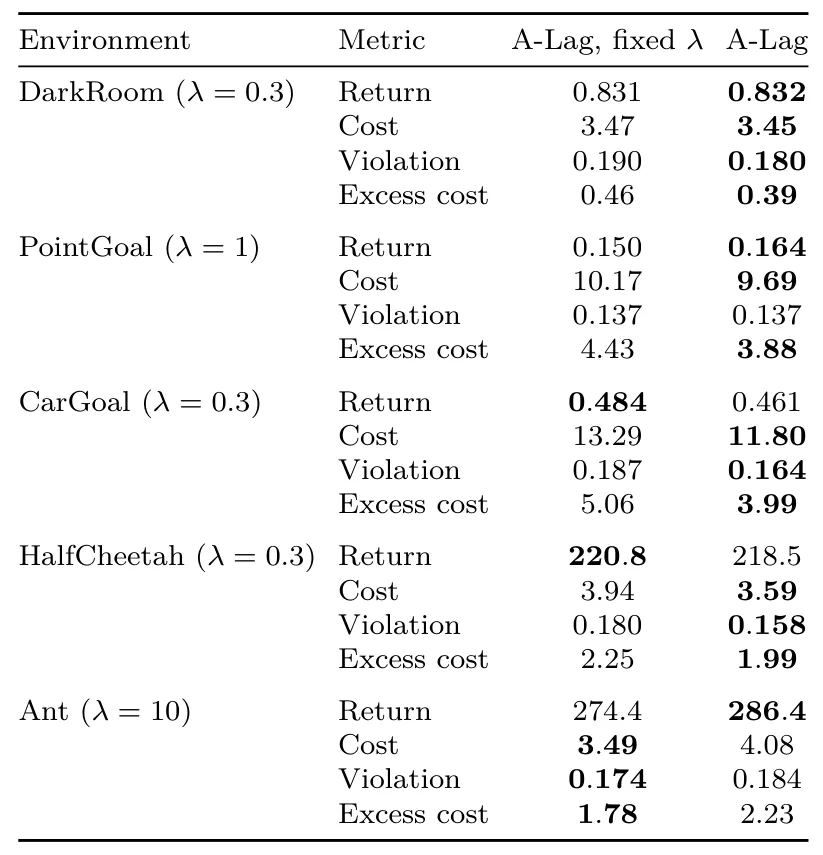 Environment Metric A-Lag, fixed λ A-Lag
DarkRoom (λ = 0.3) Return 0.831 0.832
Cost 3.47 3.45
Violation 0.190 0.180
Excess cost 0.46 0.39
PointGoal (λ = 1) Return 0.150 0.164
Cost 10.17 9.69
Violation 0.137 0.137
Excess cost 4.43 3.88
CarGoal (λ = 0.3) Return 0.484 0.461
Cost 13.29 11.80
Violation 0.187 0.164
Excess cost 5.06 3.99
HalfCheetah (λ = 0.3) Return 220.8 218.5
Cost 3.94 3.59
Violation 0.180 0.158
Excess cost 2.25 1.99
Ant (λ = 10) Return 274.4 286.4
Cost 3.49 4.08
Violation 0.174 0.184
Excess cost 1.78 2.23